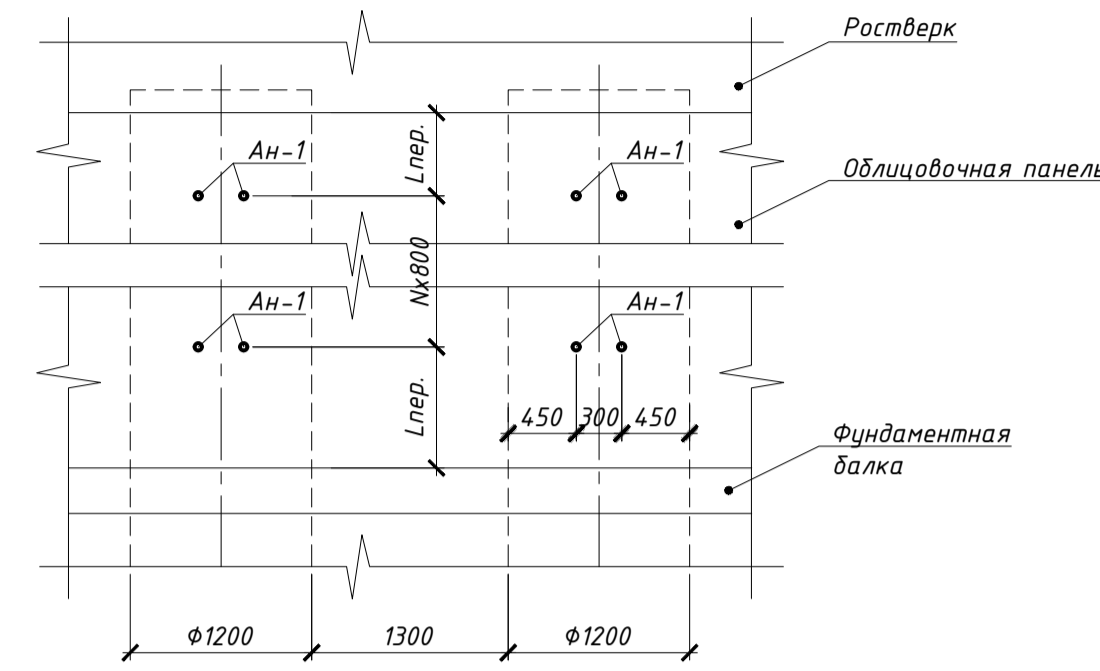 Ростверк
Ан-1
Lпер.
Ан-1
Облицовочная панель
Nх800
Ан-1
Ан-1
Lпер.
450 300 450
Фундаментная
балка
ф1200
1300
ф1200